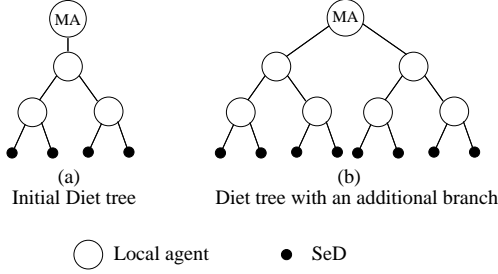 MA
MA
(a)
(b)
Initial Diet tree
Diet tree with an additional branch
Local agent
SeD